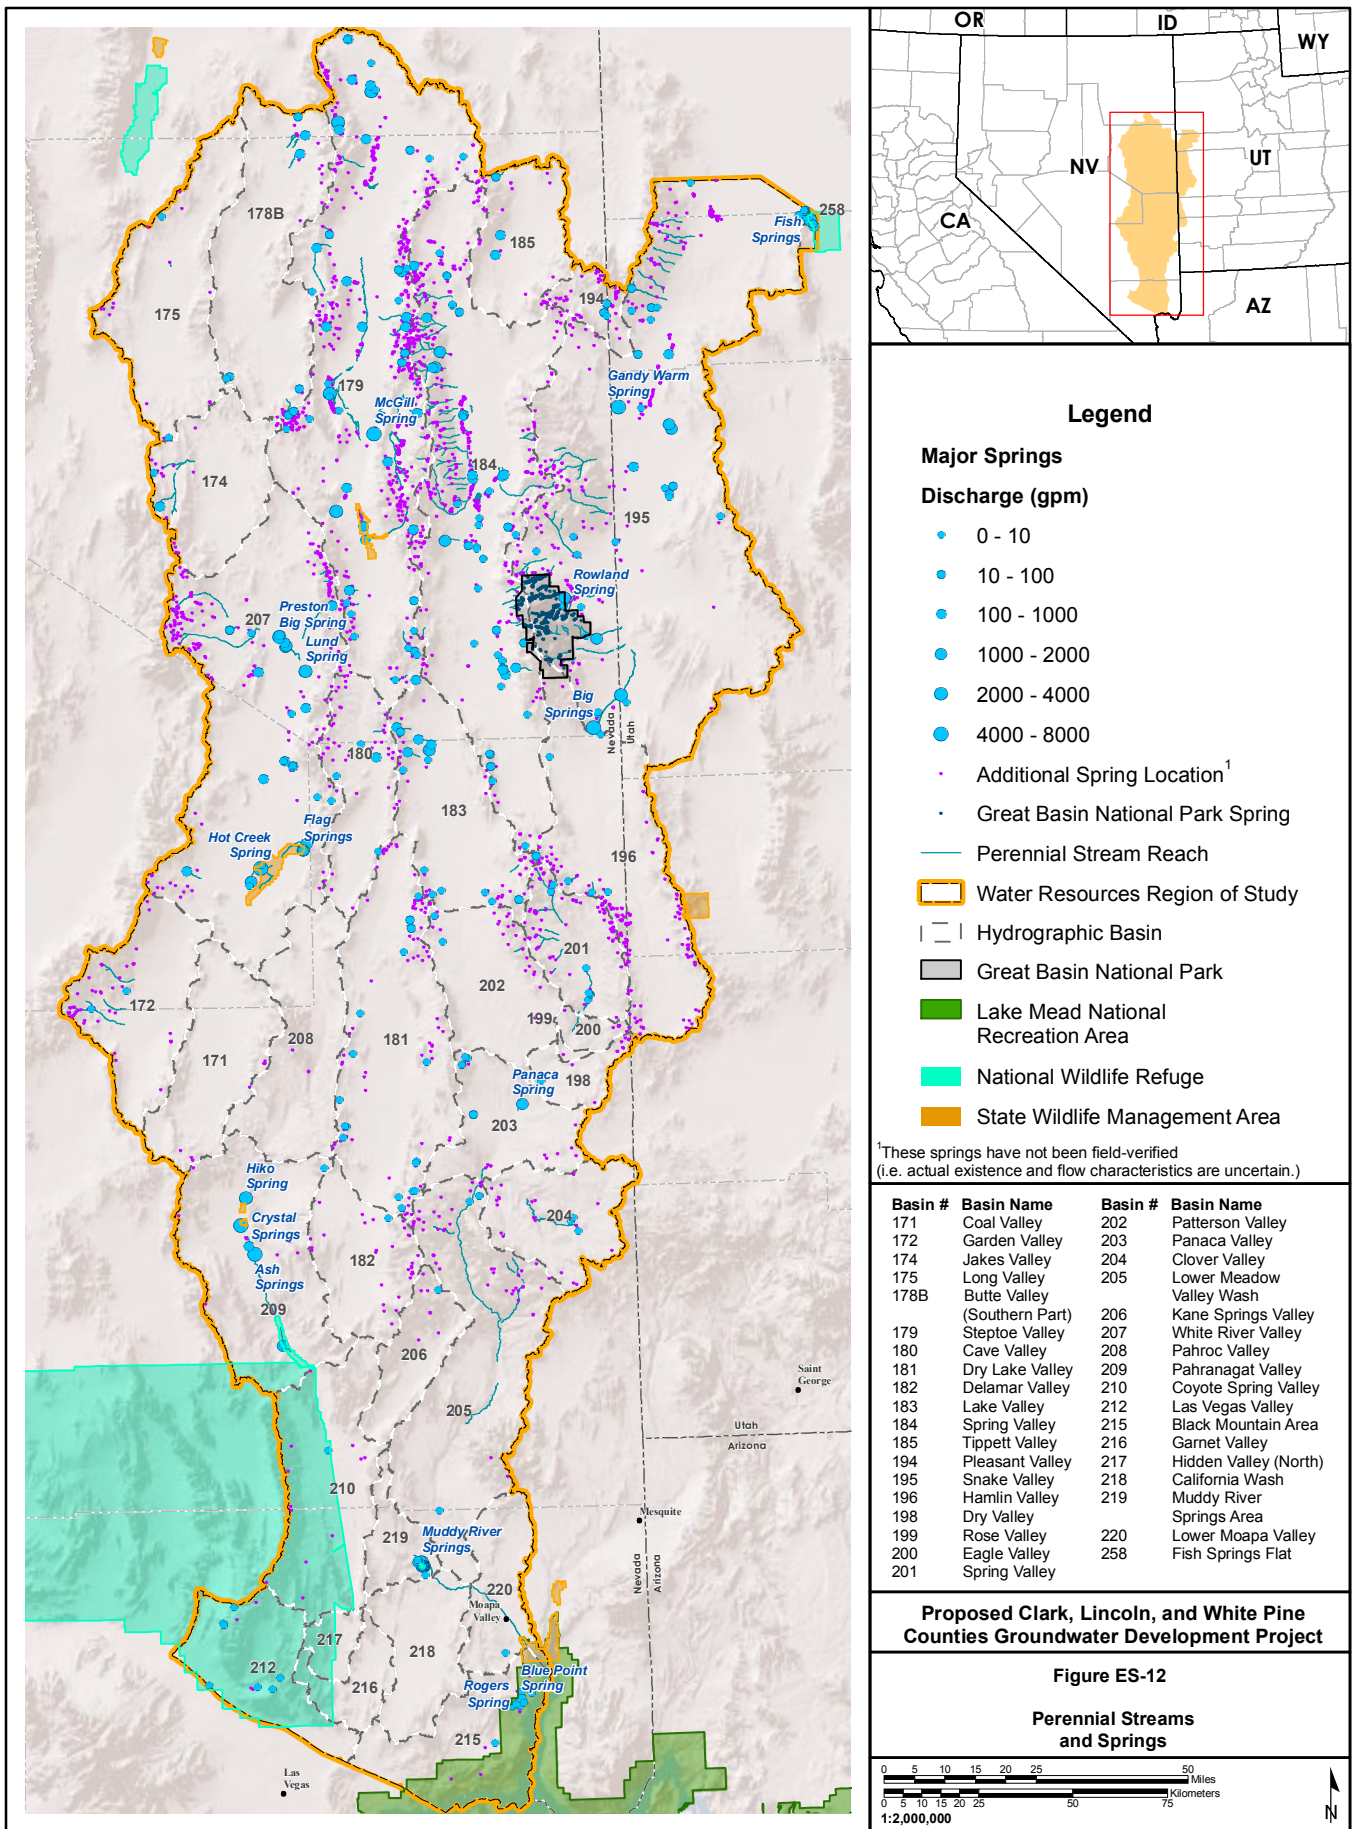 178B
258
Fish
Springs
185
194
175
Gandy Warm
Spring
179
McGill
Spring
184
174
195
Rowland
Spring
Preston
Big Spring
207
Lund
Spring
Big
Springs
Nevada
Utah
180
183
Flag
Springs
Hot Creek
Spring
196
201
202
172
199
200
208
181
171
Panaca
Spring
198
203
Hiko
Spring
Crystal
Springs
204
182
Ash
Springs
209
206
Saint
George
205
Utah
Arizona
210
Mesquite
219
Muddy River
Springs
Nevada
Arizona
220
Moapa
Valley
217
218
212
Blue Point
Spring
216
Rogers
Spring
215
Las
Vegas
OR
ID
WY
NV
UT
CA
AZ
Legend
Major Springs
Discharge (gpm)
0 - 10
10 - 100
100 - 1000
1000 - 2000
2000 - 4000
4000 - 8000
Additional Spring Location1
Great Basin National Park Spring
Perennial Stream Reach
Water Resources Region of Study
Hydrographic Basin
Great Basin National Park
Lake Mead National
Recreation Area
National Wildlife Refuge
State Wildlife Management Area
1These springs have not been field-verified
(i.e. actual existence and flow characteristics are uncertain.)
Basin # Basin Name Basin # Basin Name
171 Coal Valley 202 Patterson Valley
172 Garden Valley 203 Panaca Valley
174 Jakes Valley 204 Clover Valley
175 Long Valley 205 Lower Meadow
178B Butte Valley Valley Wash
(Southern Part) 206 Kane Springs Valley
179 Steptoe Valley 207 White River Valley
180 Cave Valley 208 Pahroc Valley
181 Dry Lake Valley 209 Pahranagat Valley
182 Delamar Valley 210 Coyote Spring Valley
183 Lake Valley 212 Las Vegas Valley
184 Spring Valley 215 Black Mountain Area
185 Tippett Valley 216 Garnet Valley
194 Pleasant Valley 217 Hidden Valley (North)
195 Snake Valley 218 California Wash
196 Hamlin Valley 219 Muddy River
198 Dry Valley Springs Area
199 Rose Valley 220 Lower Moapa Valley
200 Eagle Valley 258 Fish Springs Flat
201 Spring Valley
Proposed Clark, Lincoln, and White Pine
Counties Groundwater Development Project
Figure ES-12
Perennial Streams
and Springs
0 5 10 15 20 25 50
Miles
0 5 10 15 20 25 50 75
Kilometers
1:2,000,000
N